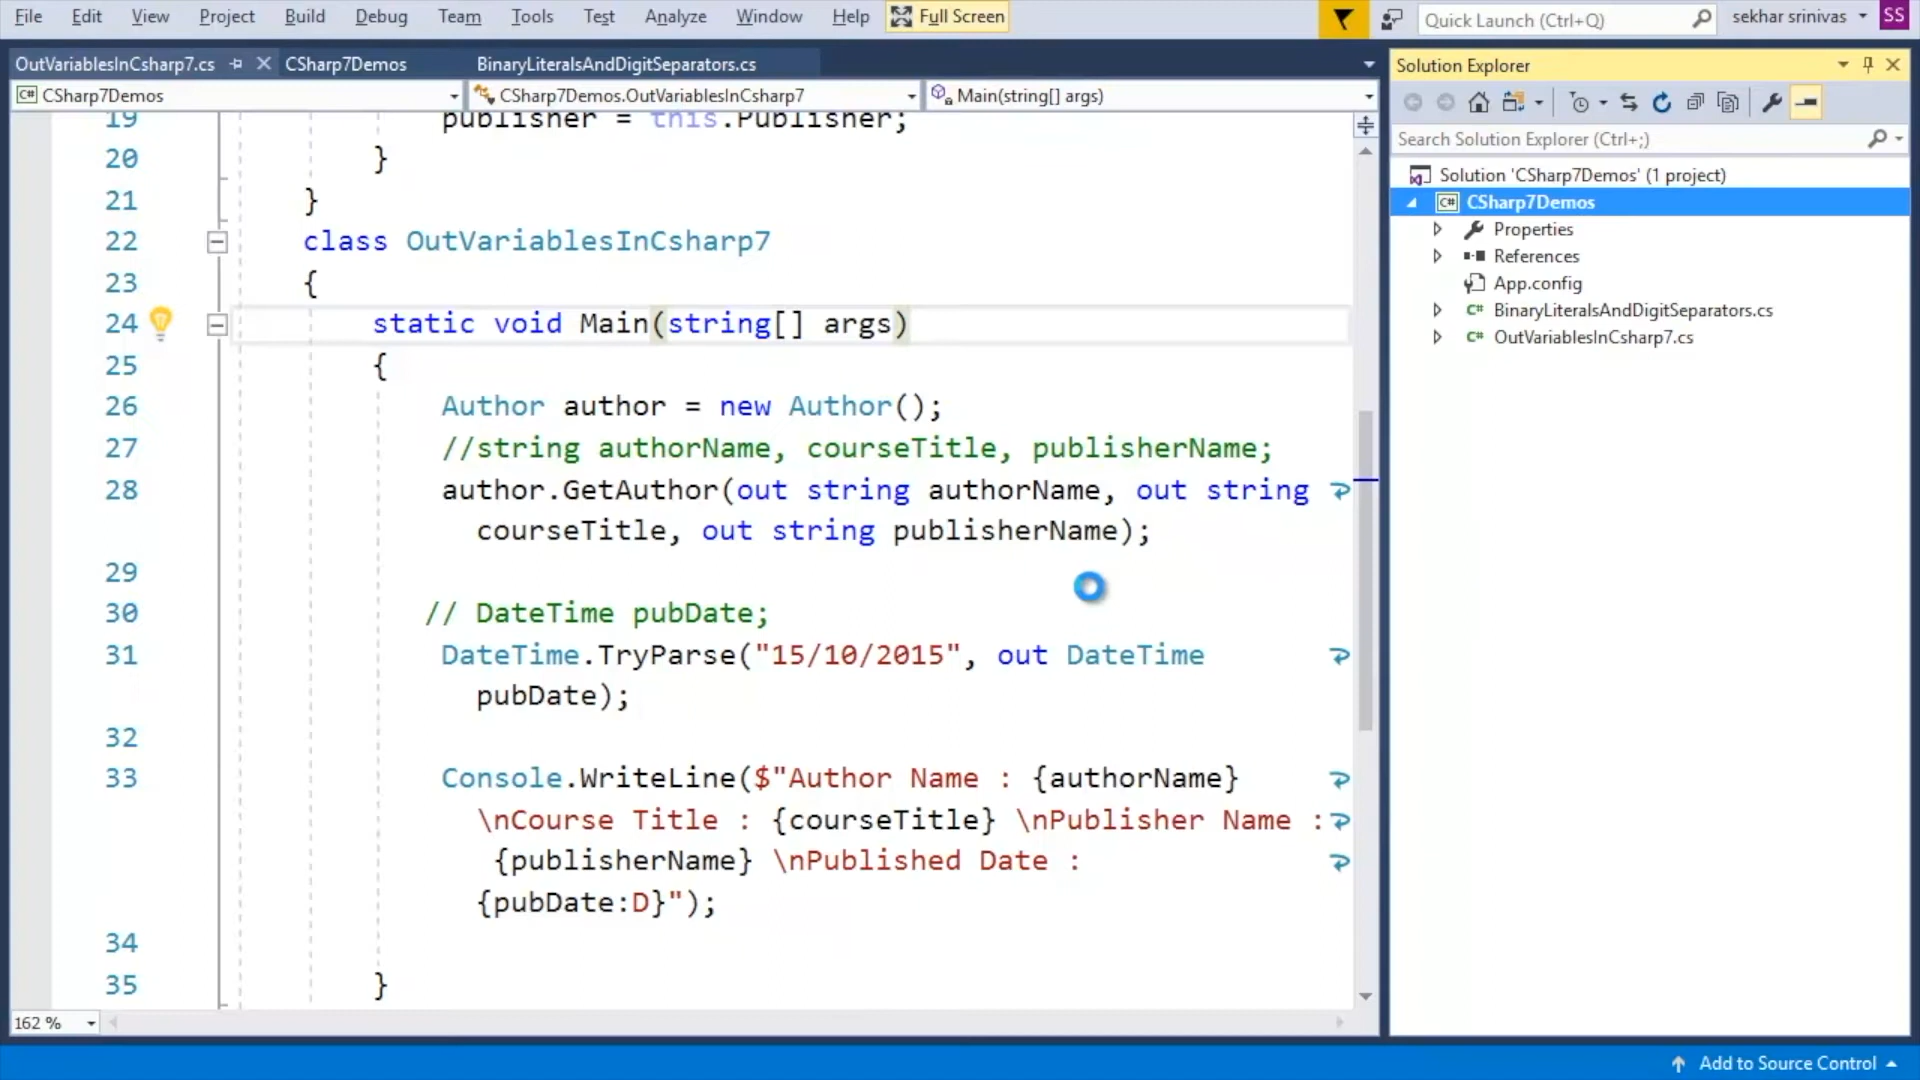 File Edit View Project Build Debug Team Tools Test Analyze Window Help Full Screen Quick Launch (Ctrl+Q) sekhar srinivas SS
OutVariablesInCsharp7.cs CSharp7Demos BinaryLiteralsAndDigitSeparators.cs
C# CSharp7Demos CSharp7Demos.OutVariablesInCsharp7 Main(string[] args)
19 publisher = this.Publisher;
20 }
21 }
22 class OutVariablesInCsharp7
23 {
24 static void Main(string[] args)
25 {
26 Author author = new Author();
27 //string authorName, courseTitle, publisherName;
28 author.GetAuthor(out string authorName, out string
courseTitle, out string publisherName);
29
30 // DateTime pubDate;
31 DateTime.TryParse("15/10/2015", out DateTime
pubDate);
32
33 Console.WriteLine($"Author Name : {authorName}
\nCourse Title : {courseTitle} \nPublisher Name :
{publisherName} \nPublished Date :
{pubDate:D}");
34
35 }
162 %
Solution Explorer
Search Solution Explorer (Ctrl+;)
Solution 'CSharp7Demos' (1 project)
C# CSharp7Demos
Properties
References
App.config
C# BinaryLiteralsAndDigitSeparators.cs
C# OutVariablesInCsharp7.cs
Add to Source Control